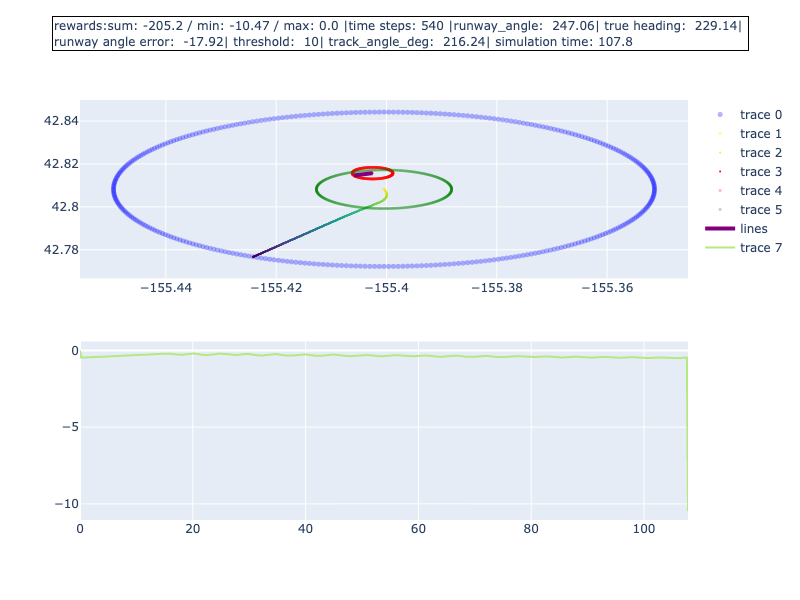 rewards:sum: -205.2 / min: -10.47 / max: 0.0 |time steps: 540 |runway_angle:  247.06| true heading:  229.14|
runway angle error:  -17.92| threshold:  10| track_angle_deg:  216.24| simulation time: 107.8
42.84
42.82
42.8
42.78
−155.44
−155.42
−155.4
−155.38
−155.36
trace 0
trace 1
trace 2
trace 3
trace 4
trace 5
lines
trace 7
0
−5
−10
0
20
40
60
80
100